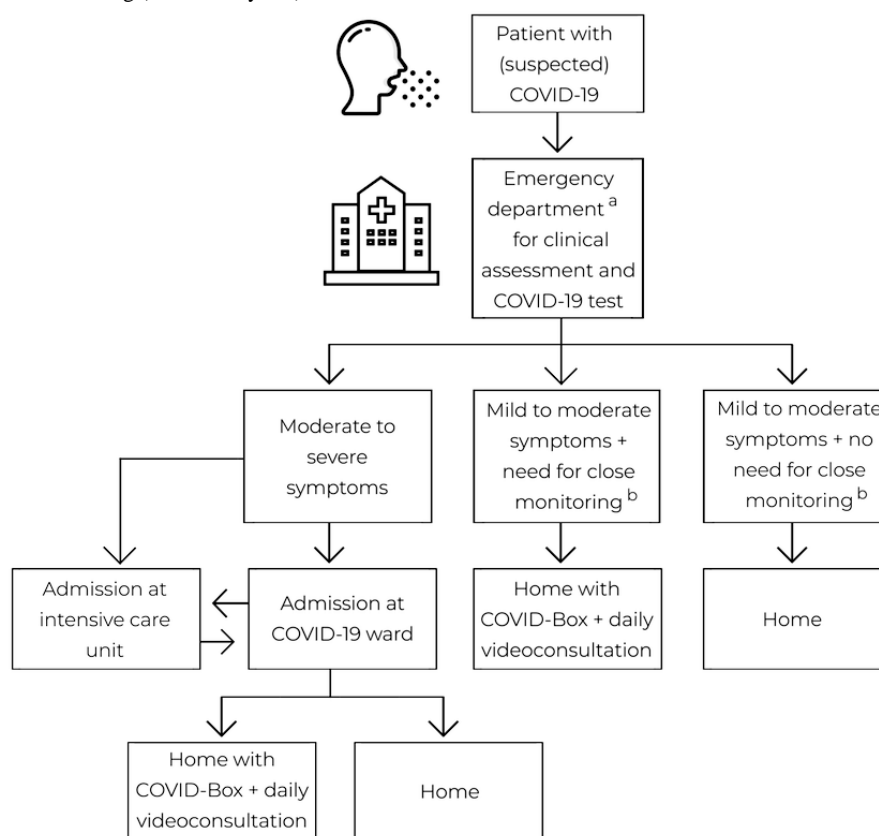 Patient with
(suspected)
COVID-19
Emergency
department a
for clinical
assessment and
COVID-19 test
Moderate to
severe
symptoms
Mild to moderate
symptoms +
need for close
monitoring b
Mild to moderate
symptoms + no
need for close
monitoring b
Admission at
intensive care
unit
Admission at
COVID-19 ward
Home with
COVID-Box + daily
videoconsultation
Home
Home with
COVID-Box + daily
videoconsultation
Home